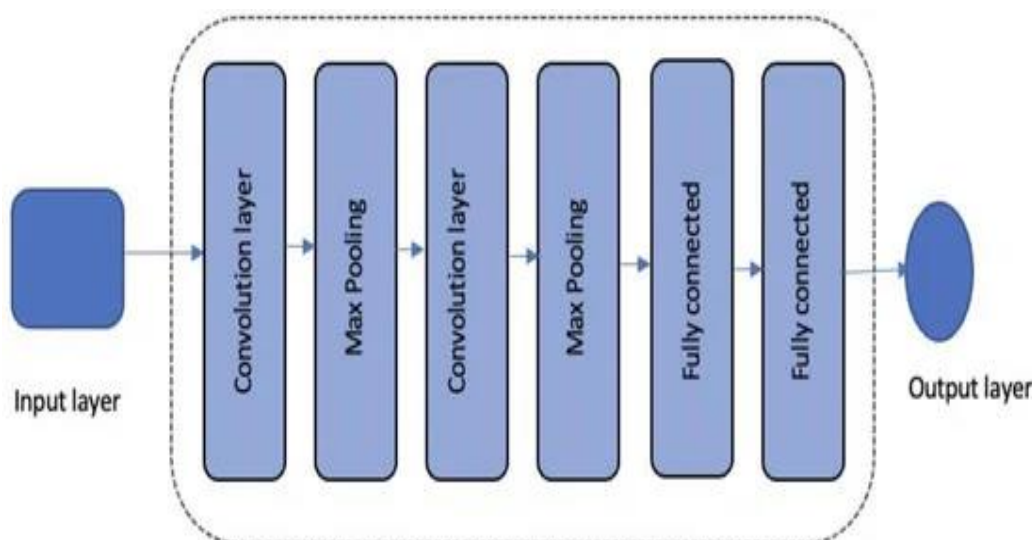 Input layer
Convolution layer
Max Pooling
Convolution layer
Max Pooling
Fully connected
Fully connected
Output layer